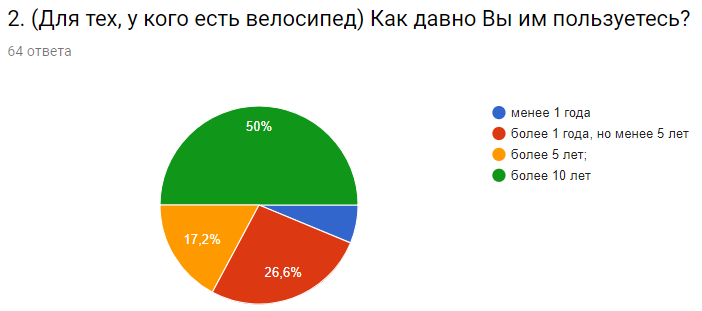 2. (Для тех, у кого есть велосипед) Как давно Вы им пользуетесь?
64 ответа
50%
17,2%
26,6%
менее 1 года
более 1 года, но менее 5 лет
более 5 лет;
более 10 лет